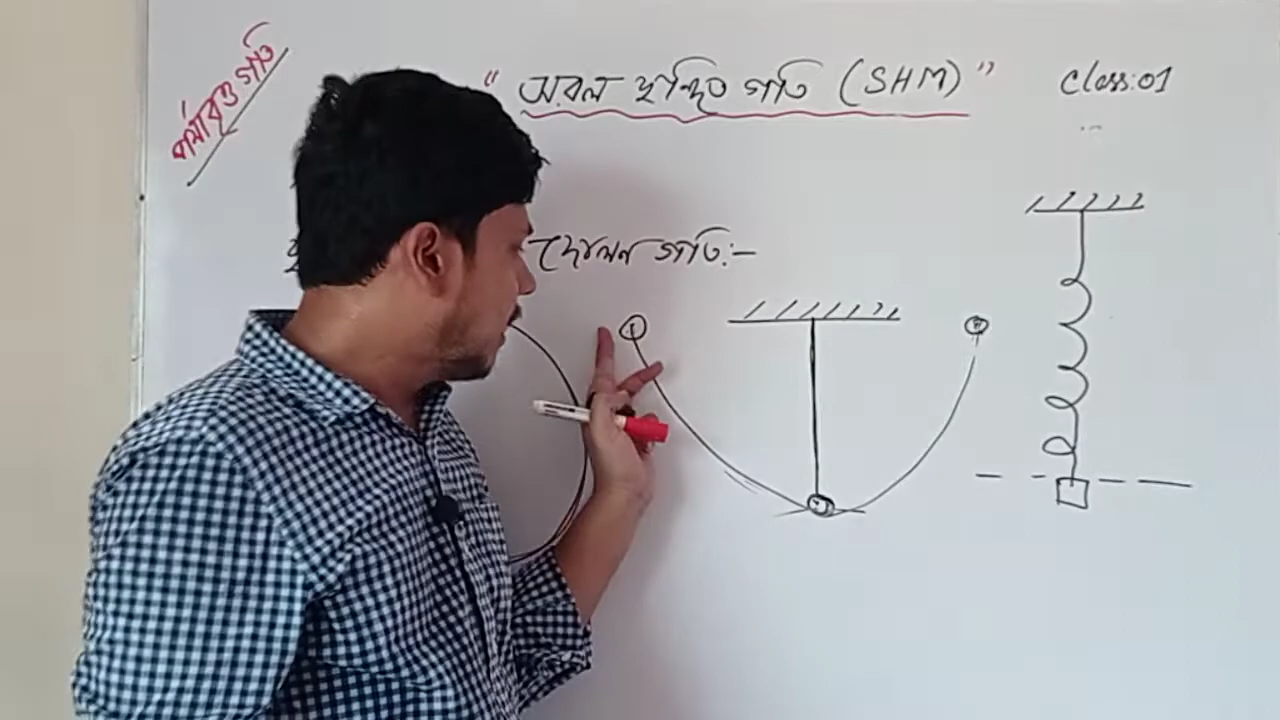 পর্যাবৃত্ত গতি
"সরল ছন্দিত গতি (SHM)"
Class:01
দোলন গতি:-